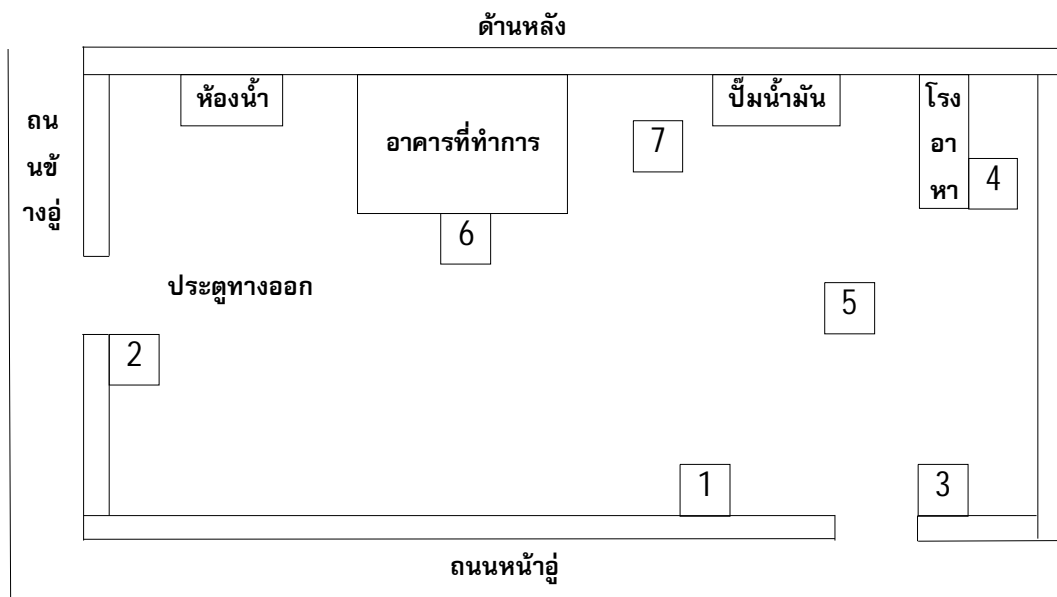 ด้านหลัง
ห้องน้ำ
ปั๊มน้ำมัน
โรง
อา
หา
ถน
นข้
างอู่
อาคารที่ทำการ
7
4
6
ประตูทางออก
5
2
1
3
ถนนหน้าอู่